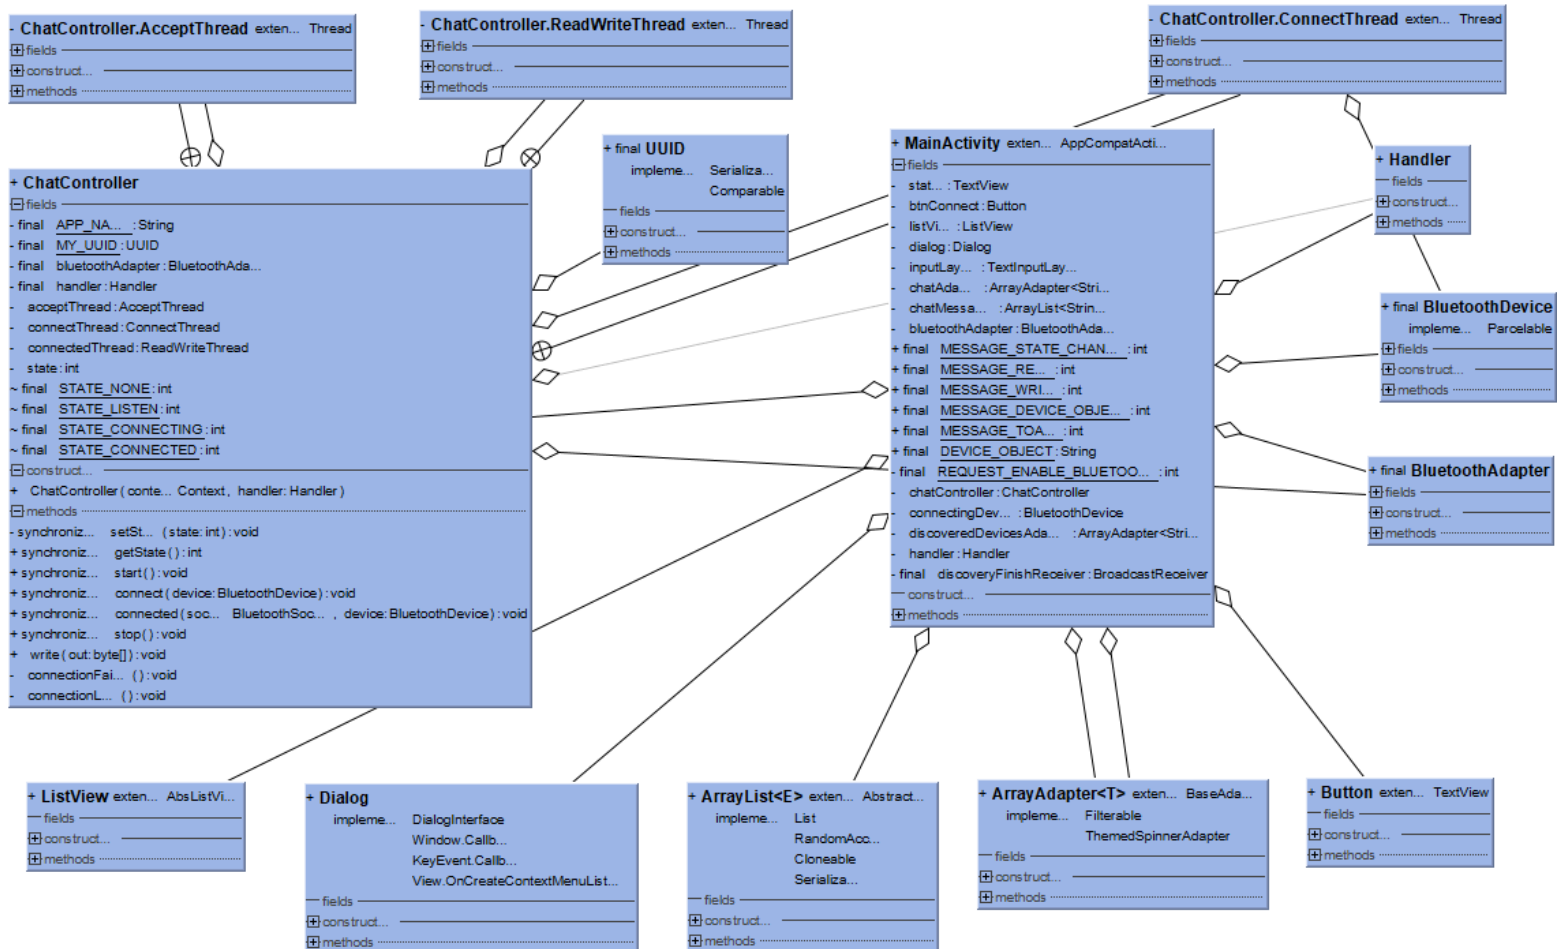 - ChatController.AcceptThread exten... Thread
fields
construct...
methods
- ChatController.ReadWriteThread exten... Thread
fields
construct...
methods
- ChatController.ConnectThread exten... Thread
fields
construct...
methods
+ final UUID
impleme... Serializa...
Comparable
fields
construct...
methods
+ ChatController
fields
- final APP_NA... : String
- final MY_UUID : UUID
- final bluetoothAdapter : BluetoothAda...
- final handler : Handler
- acceptThread : AcceptThread
- connectThread : ConnectThread
- connectedThread : ReadWriteThread
- state : int
~ final STATE_NONE : int
~ final STATE_LISTEN : int
~ final STATE_CONNECTING : int
~ final STATE_CONNECTED : int
construct...
+ ChatController ( conte... Context , handler: Handler )
methods
- synchroniz... setSt... ( state: int ) : void
+ synchroniz... getState ( ) : int
+ synchroniz... start ( ) : void
+ synchroniz... connect ( device: BluetoothDevice ) : void
+ synchroniz... connected ( soc... BluetoothSoc... , device: BluetoothDevice ) : void
+ synchroniz... stop ( ) : void
+ write ( out: byte[] ) : void
- connectionFai... ( ) : void
- connectionL... ( ) : void
+ MainActivity exten... AppCompatActi...
fields
- stat... : TextView
- btnConnect : Button
- listVi... : ListView
- dialog : Dialog
- inputLay... : TextInputLay...
- chatAda... : ArrayAdapter<Stri...
- chatMessa... : ArrayList<Strin...
- bluetoothAdapter : BluetoothAda...
+ final MESSAGE_STATE_CHAN... : int
+ final MESSAGE_RE... : int
+ final MESSAGE_WRI... : int
+ final MESSAGE_DEVICE_OBJE... : int
+ final MESSAGE_TOA... : int
+ final DEVICE_OBJECT : String
- final REQUEST_ENABLE_BLUETOO... : int
- chatController : ChatController
- connectingDev... : BluetoothDevice
- discoveredDevicesAda... : ArrayAdapter<Stri...
- handler : Handler
- final discoveryFinishReceiver : BroadcastReceiver
construct...
methods
+ Handler
fields
construct...
methods
+ final BluetoothDevice
impleme... Parcelable
fields
construct...
methods
+ final BluetoothAdapter
fields
construct...
methods
+ ListView exten... AbsListVi...
fields
construct...
methods
+ Dialog
impleme... DialogInterface
Window.Callb...
KeyEvent.Callb...
View.OnCreateContextMenuList...
fields
construct...
methods
+ ArrayList<E> exten... Abstract...
impleme... List
RandomAcc...
Cloneable
Serializa...
fields
construct...
methods
+ ArrayAdapter<T> exten... BaseAda...
impleme... Filterable
ThemedSpinnerAdapter
fields
construct...
methods
+ Button exten... TextView
fields
construct...
methods